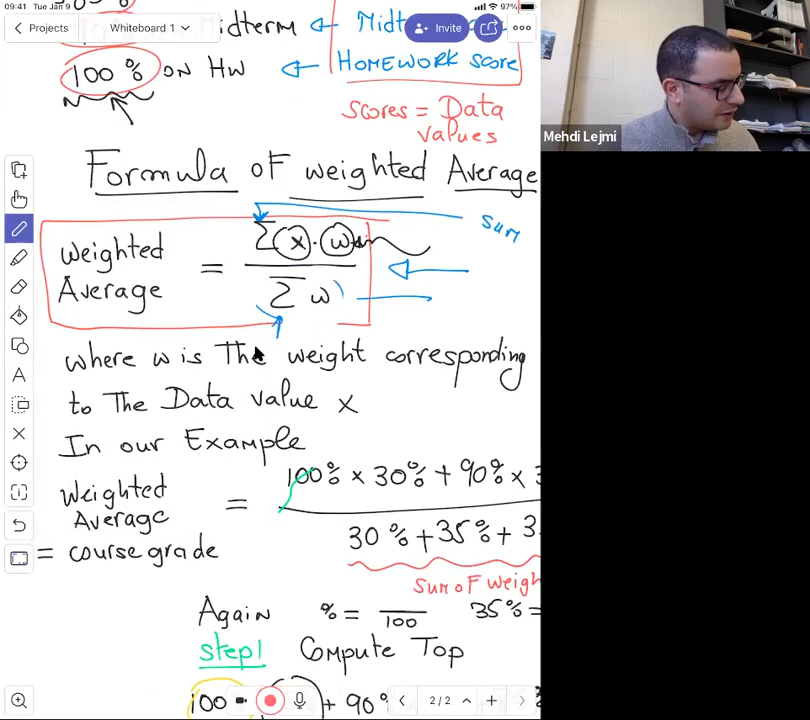 09:41 Tue Jan 9
97%
Projects
Whiteboard 1
Invite
Midterm
100 % ON HW
HOMEWORK score
scores = Data
values
Mehdi Lejmi
Formula of weighted Average
sum
Weighted
Average
= Σ x · w
Σ w
where w is The weight corresponding
to The Data value x
In our Example
Weighted
Average
= 100% x 30% + 90% x 3
30 % + 35% + 3
= course grade
Sum of Weigh
Again % = 100 35% =
step1 Compute Top
100 + 90%
2/2